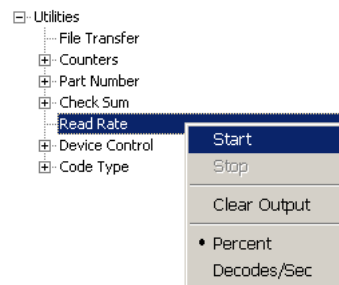 Utilities
File Transfer
Counters
Part Number
Check Sum
Read Rate
Device Control
Code Type
Start
Stop
Clear Output
Percent
Decodes/Sec